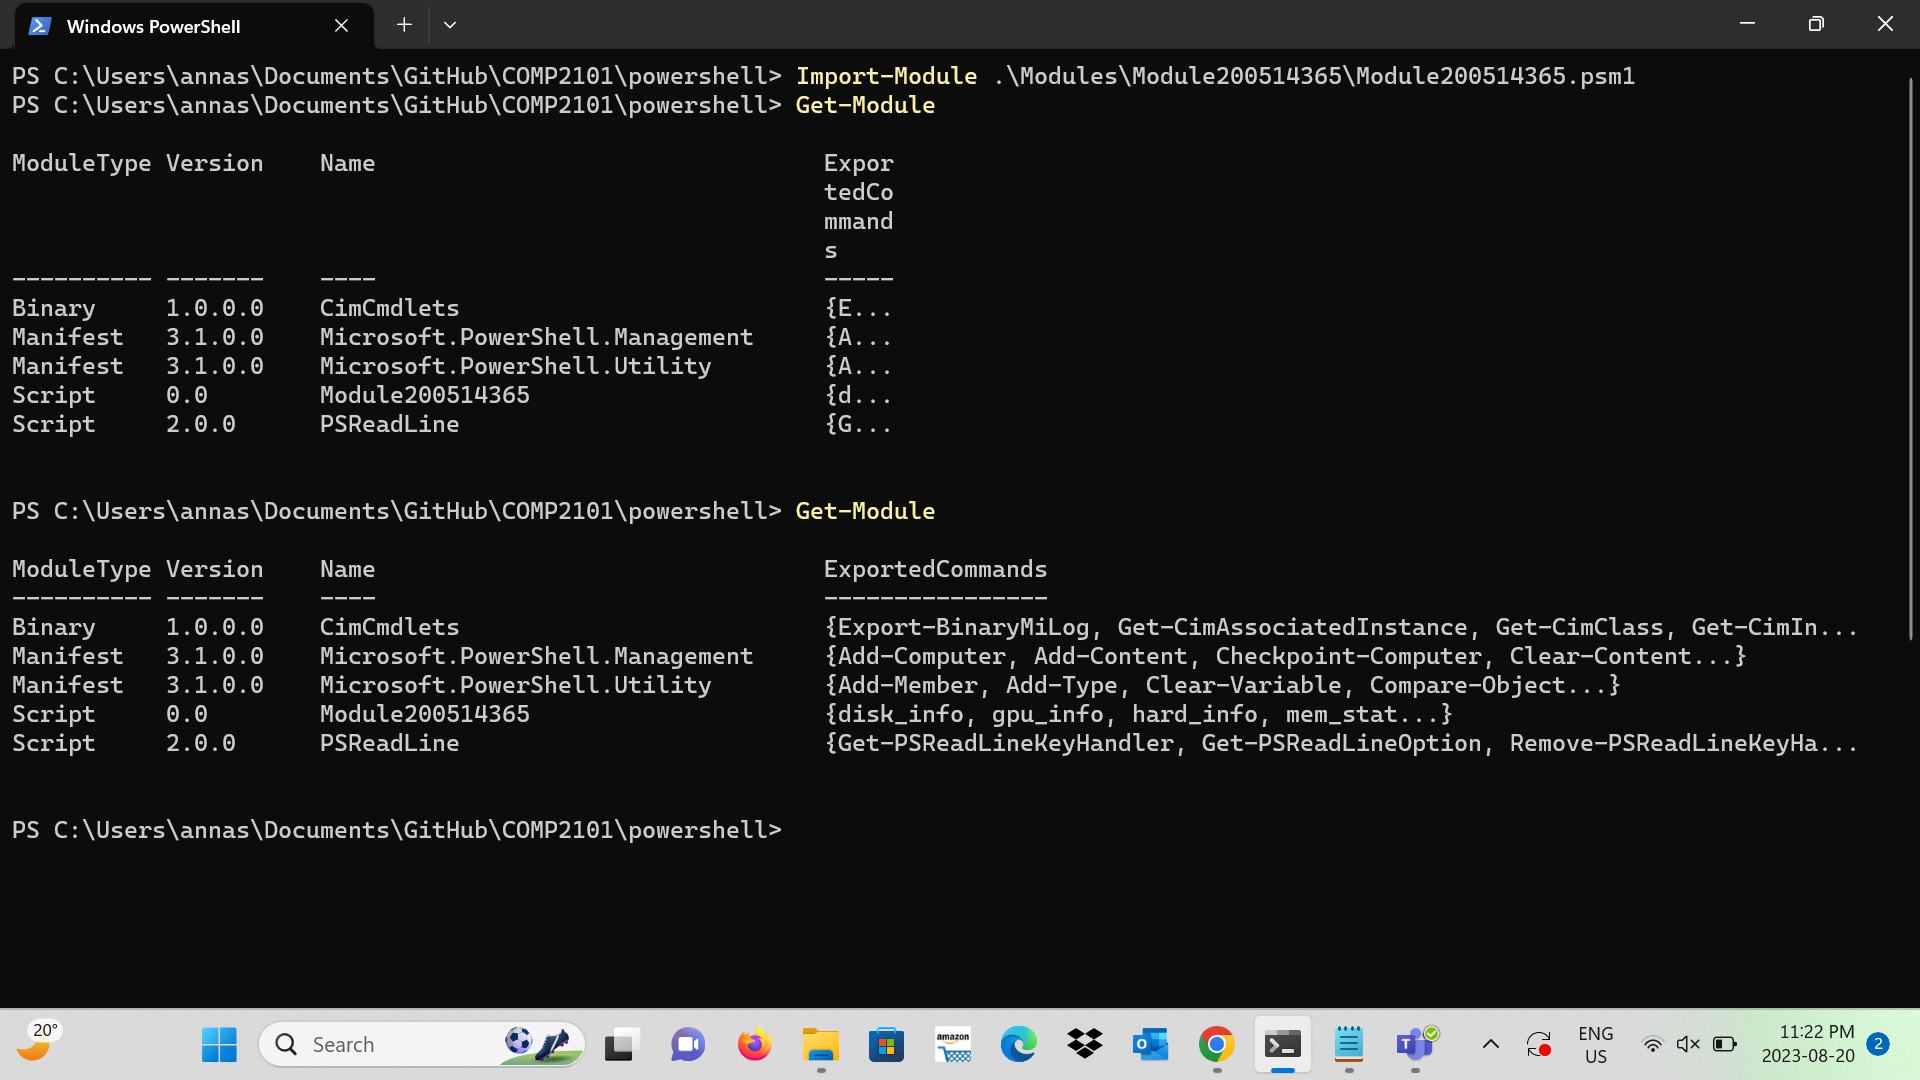 Windows PowerShell
PS C:\Users\annas\Documents\GitHub\COMP2101\powershell> Import-Module .\Modules\Module200514365\Module200514365.psm1
PS C:\Users\annas\Documents\GitHub\COMP2101\powershell> Get-Module
ModuleType Version    Name                                Expor
                                                          tedCo
                                                          mmand
                                                          s
---------- -------    ----                                -----
Binary     1.0.0.0    CimCmdlets                          {E...
Manifest   3.1.0.0    Microsoft.PowerShell.Management     {A...
Manifest   3.1.0.0    Microsoft.PowerShell.Utility        {A...
Script     0.0        Module200514365                     {d...
Script     2.0.0      PSReadLine                          {G...
PS C:\Users\annas\Documents\GitHub\COMP2101\powershell> Get-Module
ModuleType Version    Name                                ExportedCommands
---------- -------    ----                                ----------------
Binary     1.0.0.0    CimCmdlets                          {Export-BinaryMiLog, Get-CimAssociatedInstance, Get-CimClass, Get-CimIn...
Manifest   3.1.0.0    Microsoft.PowerShell.Management     {Add-Computer, Add-Content, Checkpoint-Computer, Clear-Content...}
Manifest   3.1.0.0    Microsoft.PowerShell.Utility        {Add-Member, Add-Type, Clear-Variable, Compare-Object...}
Script     0.0        Module200514365                     {disk_info, gpu_info, hard_info, mem_stat...}
Script     2.0.0      PSReadLine                          {Get-PSReadLineKeyHandler, Get-PSReadLineOption, Remove-PSReadLineKeyHa...
PS C:\Users\annas\Documents\GitHub\COMP2101\powershell>
20°
Search
amazon
O
T
ENG
US
11:22 PM
2023-08-20
2